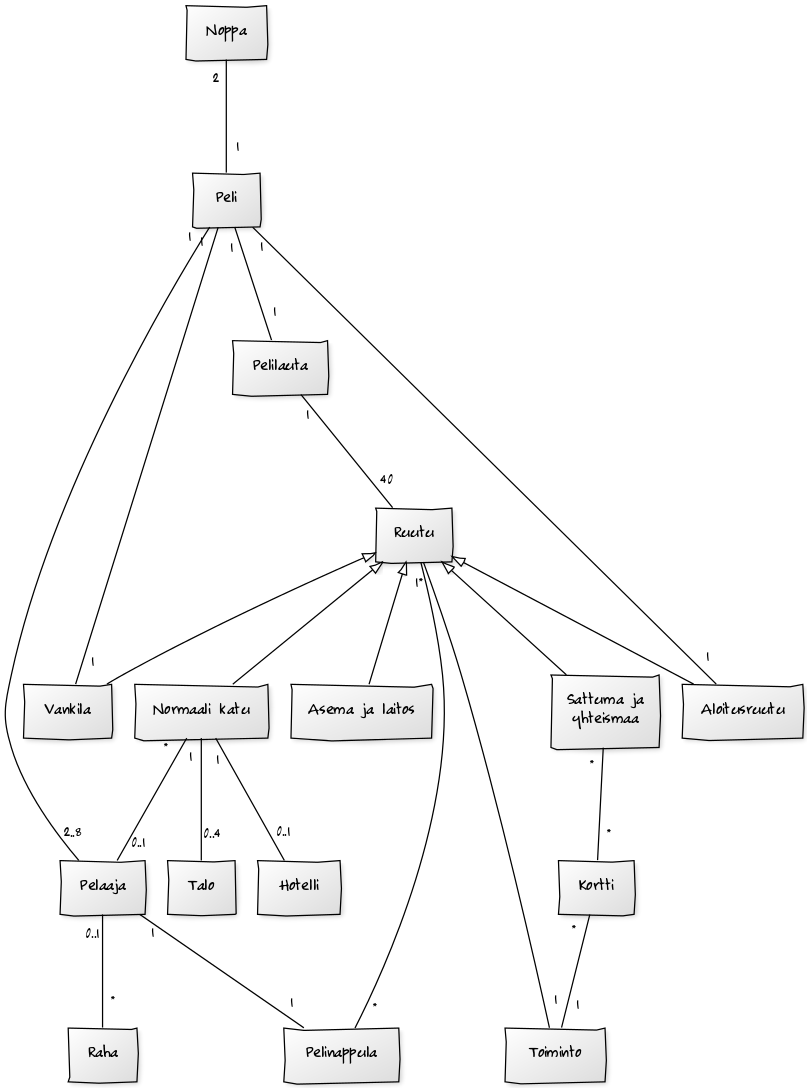 Noppa
2
1
Peli
1
1
1
1
1
Pelilauta
1
40
Ruutu
1*
1
1
Vankila
Normaali katu
Asema ja laitos
Sattuma ja
yhteismaa
Aloitusruutu
*
1
1
*
2..8
0..1
0..4
0..1
*
Pelaaja
Talo
Hotelli
Kortti
0..1
1
*
*
1
*
1
1
Raha
Pelinappula
Toiminto